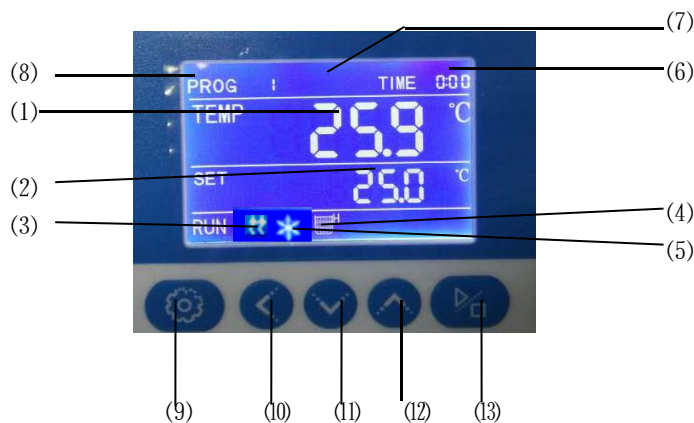 (7)
(8)
(6)
PROG 1 TIME 0:00
(1)
TEMP 25.9 ℃
(2)
SET 25.0 ℃
(3)
RUN H
(4)
(5)
(9) (10) (11) (12) (13)